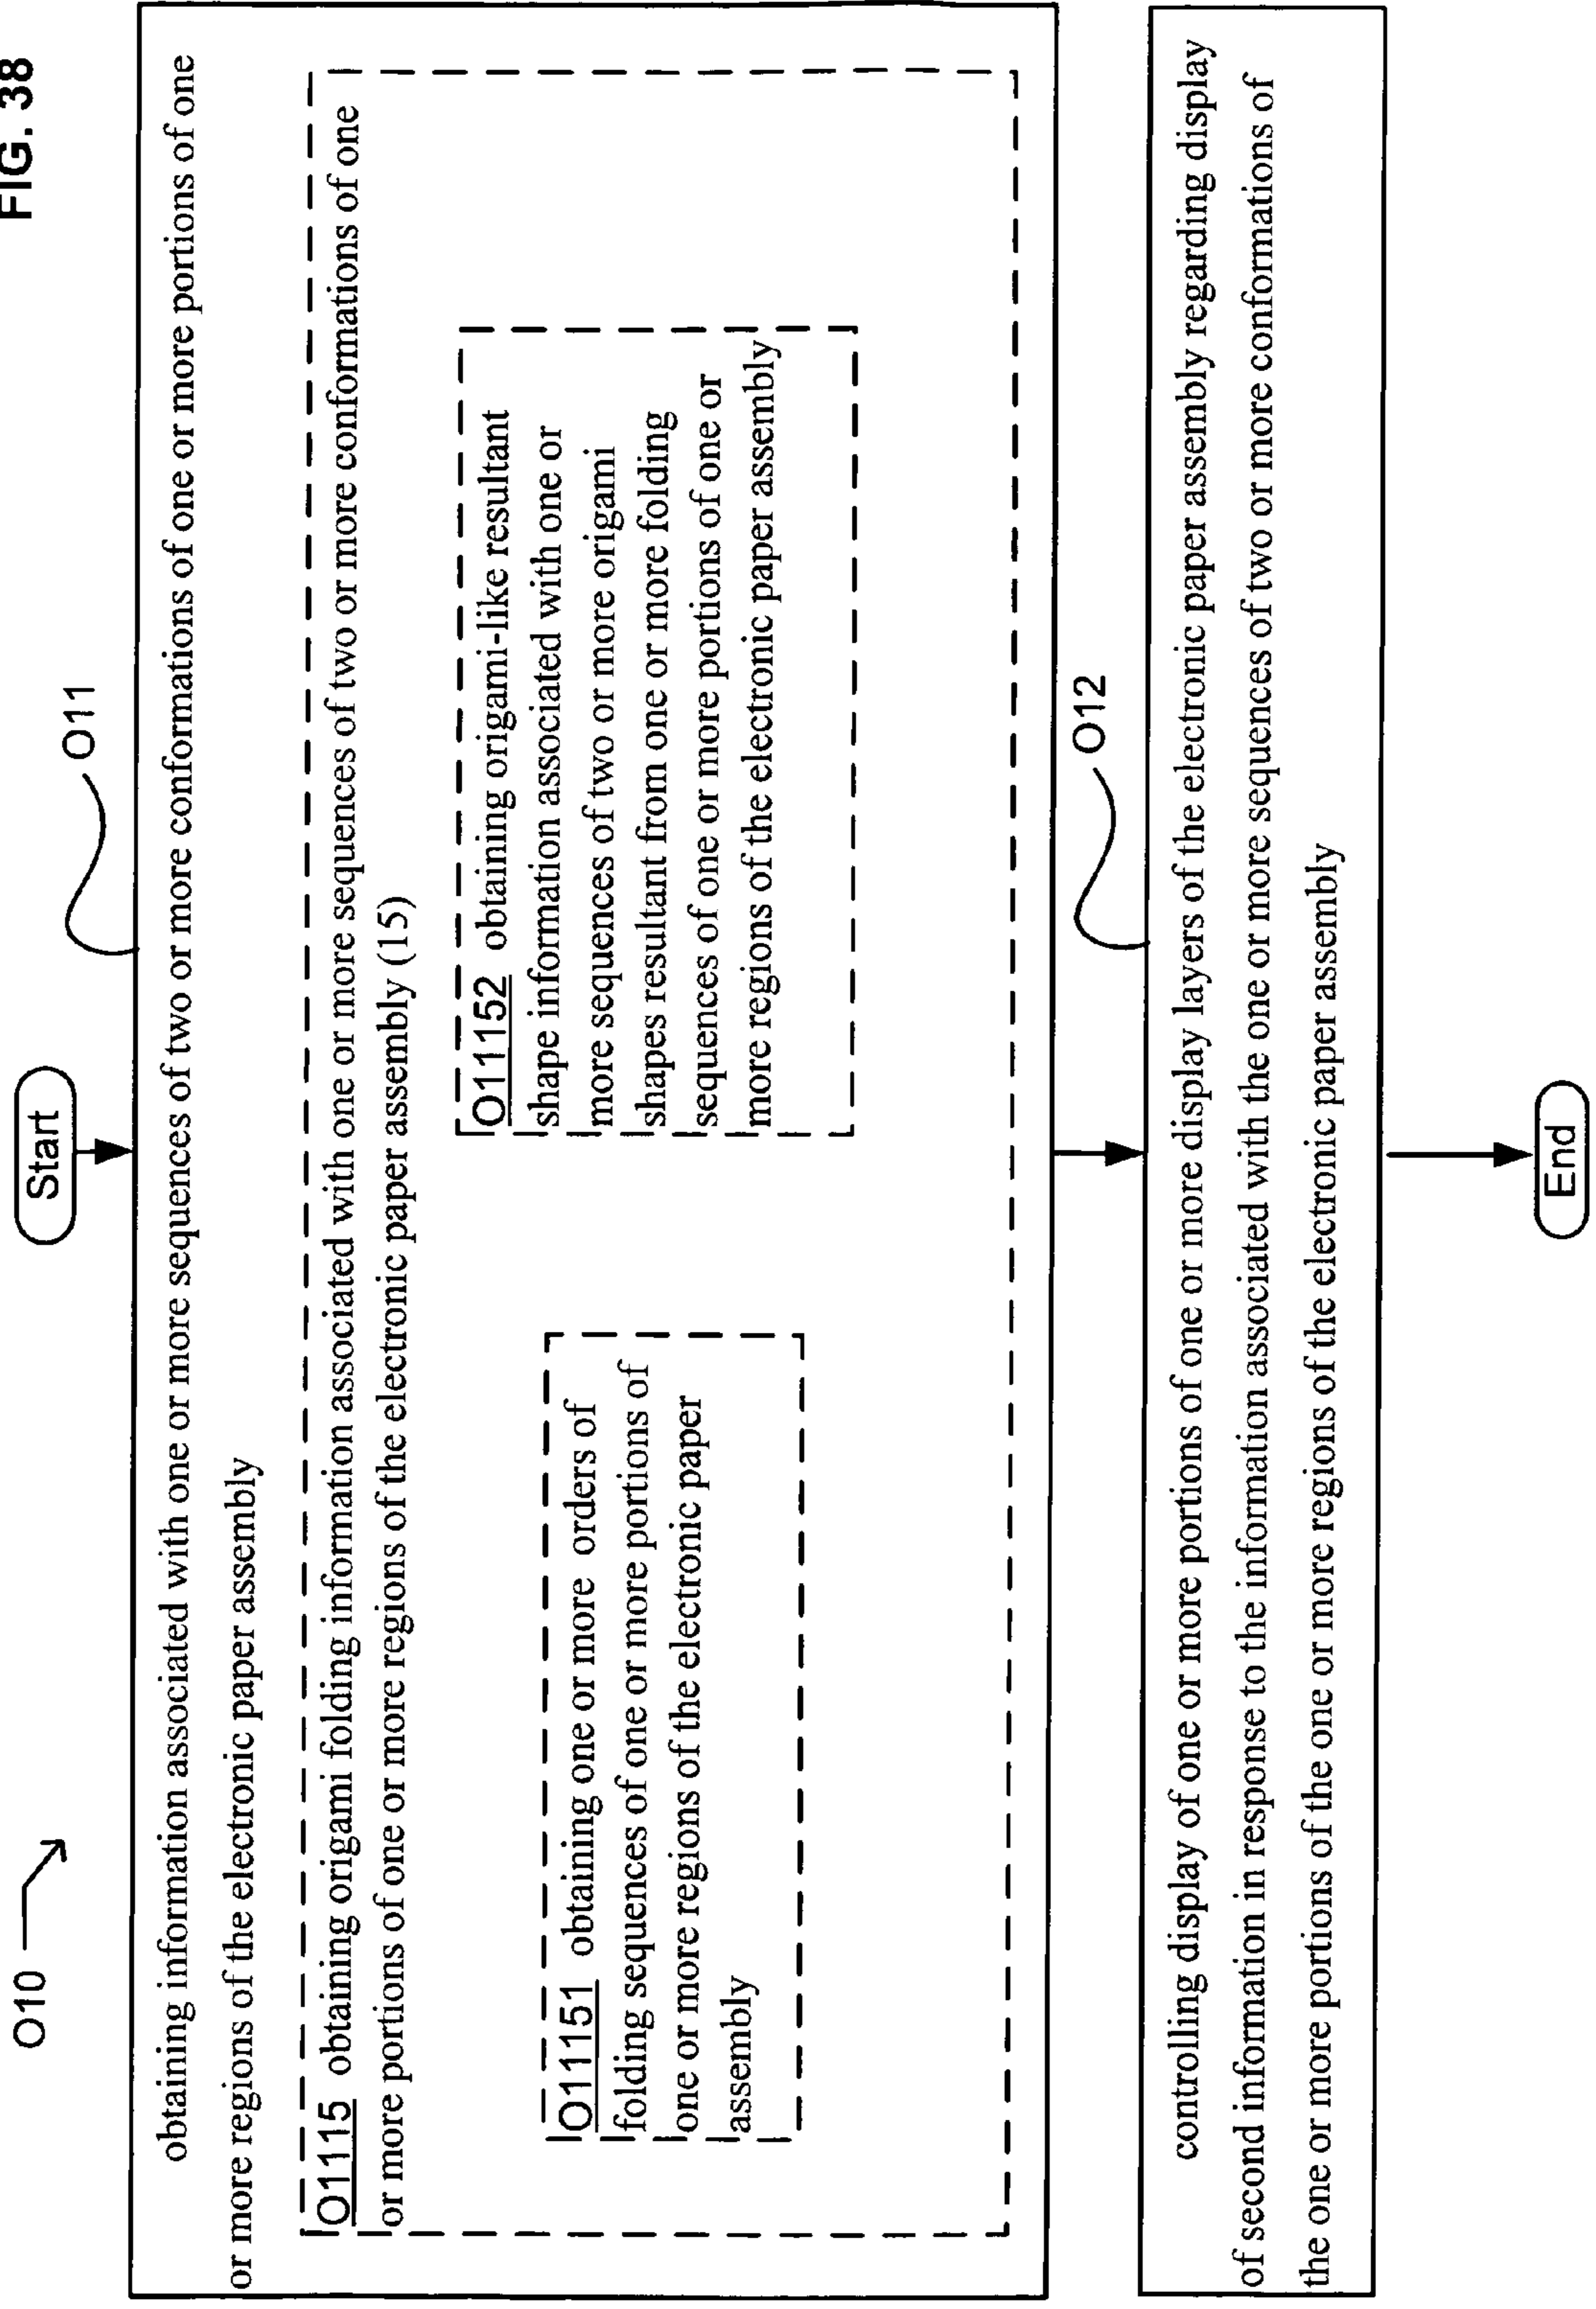 FIG. 38
O10
Start
O11
obtaining information associated with one or more sequences of two or more conformations of one or more portions of one
or more regions of the electronic paper assembly
O1115 obtaining origami folding information associated with one or more sequences of two or more conformations of one
or more portions of one or more regions of the electronic paper assembly (15)
O11151 obtaining one or more orders of
folding sequences of one or more portions of
one or more regions of the electronic paper
assembly
O11152 obtaining origami-like resultant
shape information associated with one or
more sequences of two or more origami
shapes resultant from one or more folding
sequences of one or more portions of one or
more regions of the electronic paper assembly
O12
controlling display of one or more portions of one or more display layers of the electronic paper assembly regarding display
of second information in response to the information associated with the one or more sequences of two or more conformations of
the one or more portions of the one or more regions of the electronic paper assembly
End